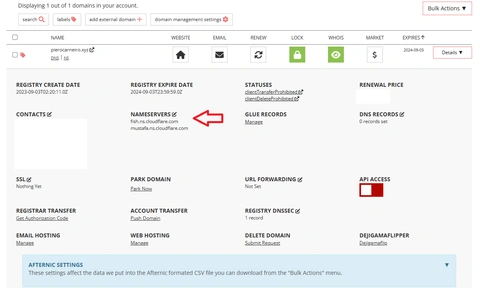 Displaying 1 out of 1 domains in your account.
Bulk Actions ▼
search
labels
add external domain +
domain management settings
NAME WEBSITE EMAIL RENEW LOCK WHOIS MARKET EXPIRES
pierocarneiro.xyz
2024-09-03
Details ▼
REGISTRY CREATE DATE
2023-09-03T02:20:11.0Z
REGISTRY EXPIRE DATE
2024-09-03T23:59:59.0Z
STATUSES
clientTransferProhibited
clientDeleteProhibited
RENEWAL PRICE
CONTACTS
NAMESERVERS
fish.ns.cloudflare.com
mustafa.ns.cloudflare.com
GLUE RECORDS
Manage
DNS RECORDS
0 records set
SSL
Nothing Yet
PARK DOMAIN
Park Now
URL FORWARDING
Not Set
API ACCESS
REGISTRAR TRANSFER
Get Authorization Code
ACCOUNT TRANSFER
Push Domain
REGISTRY DNSSEC
1 record
EMAIL HOSTING
Manage
WEB HOSTING
Manage
DELETE DOMAIN
Submit Request
DEJIGAMAFLIPPER
Dejigamaflip
AFTERNIC SETTINGS
These settings affect the data we put into the Afternic formated CSV file you can download from the "Bulk Actions" menu.